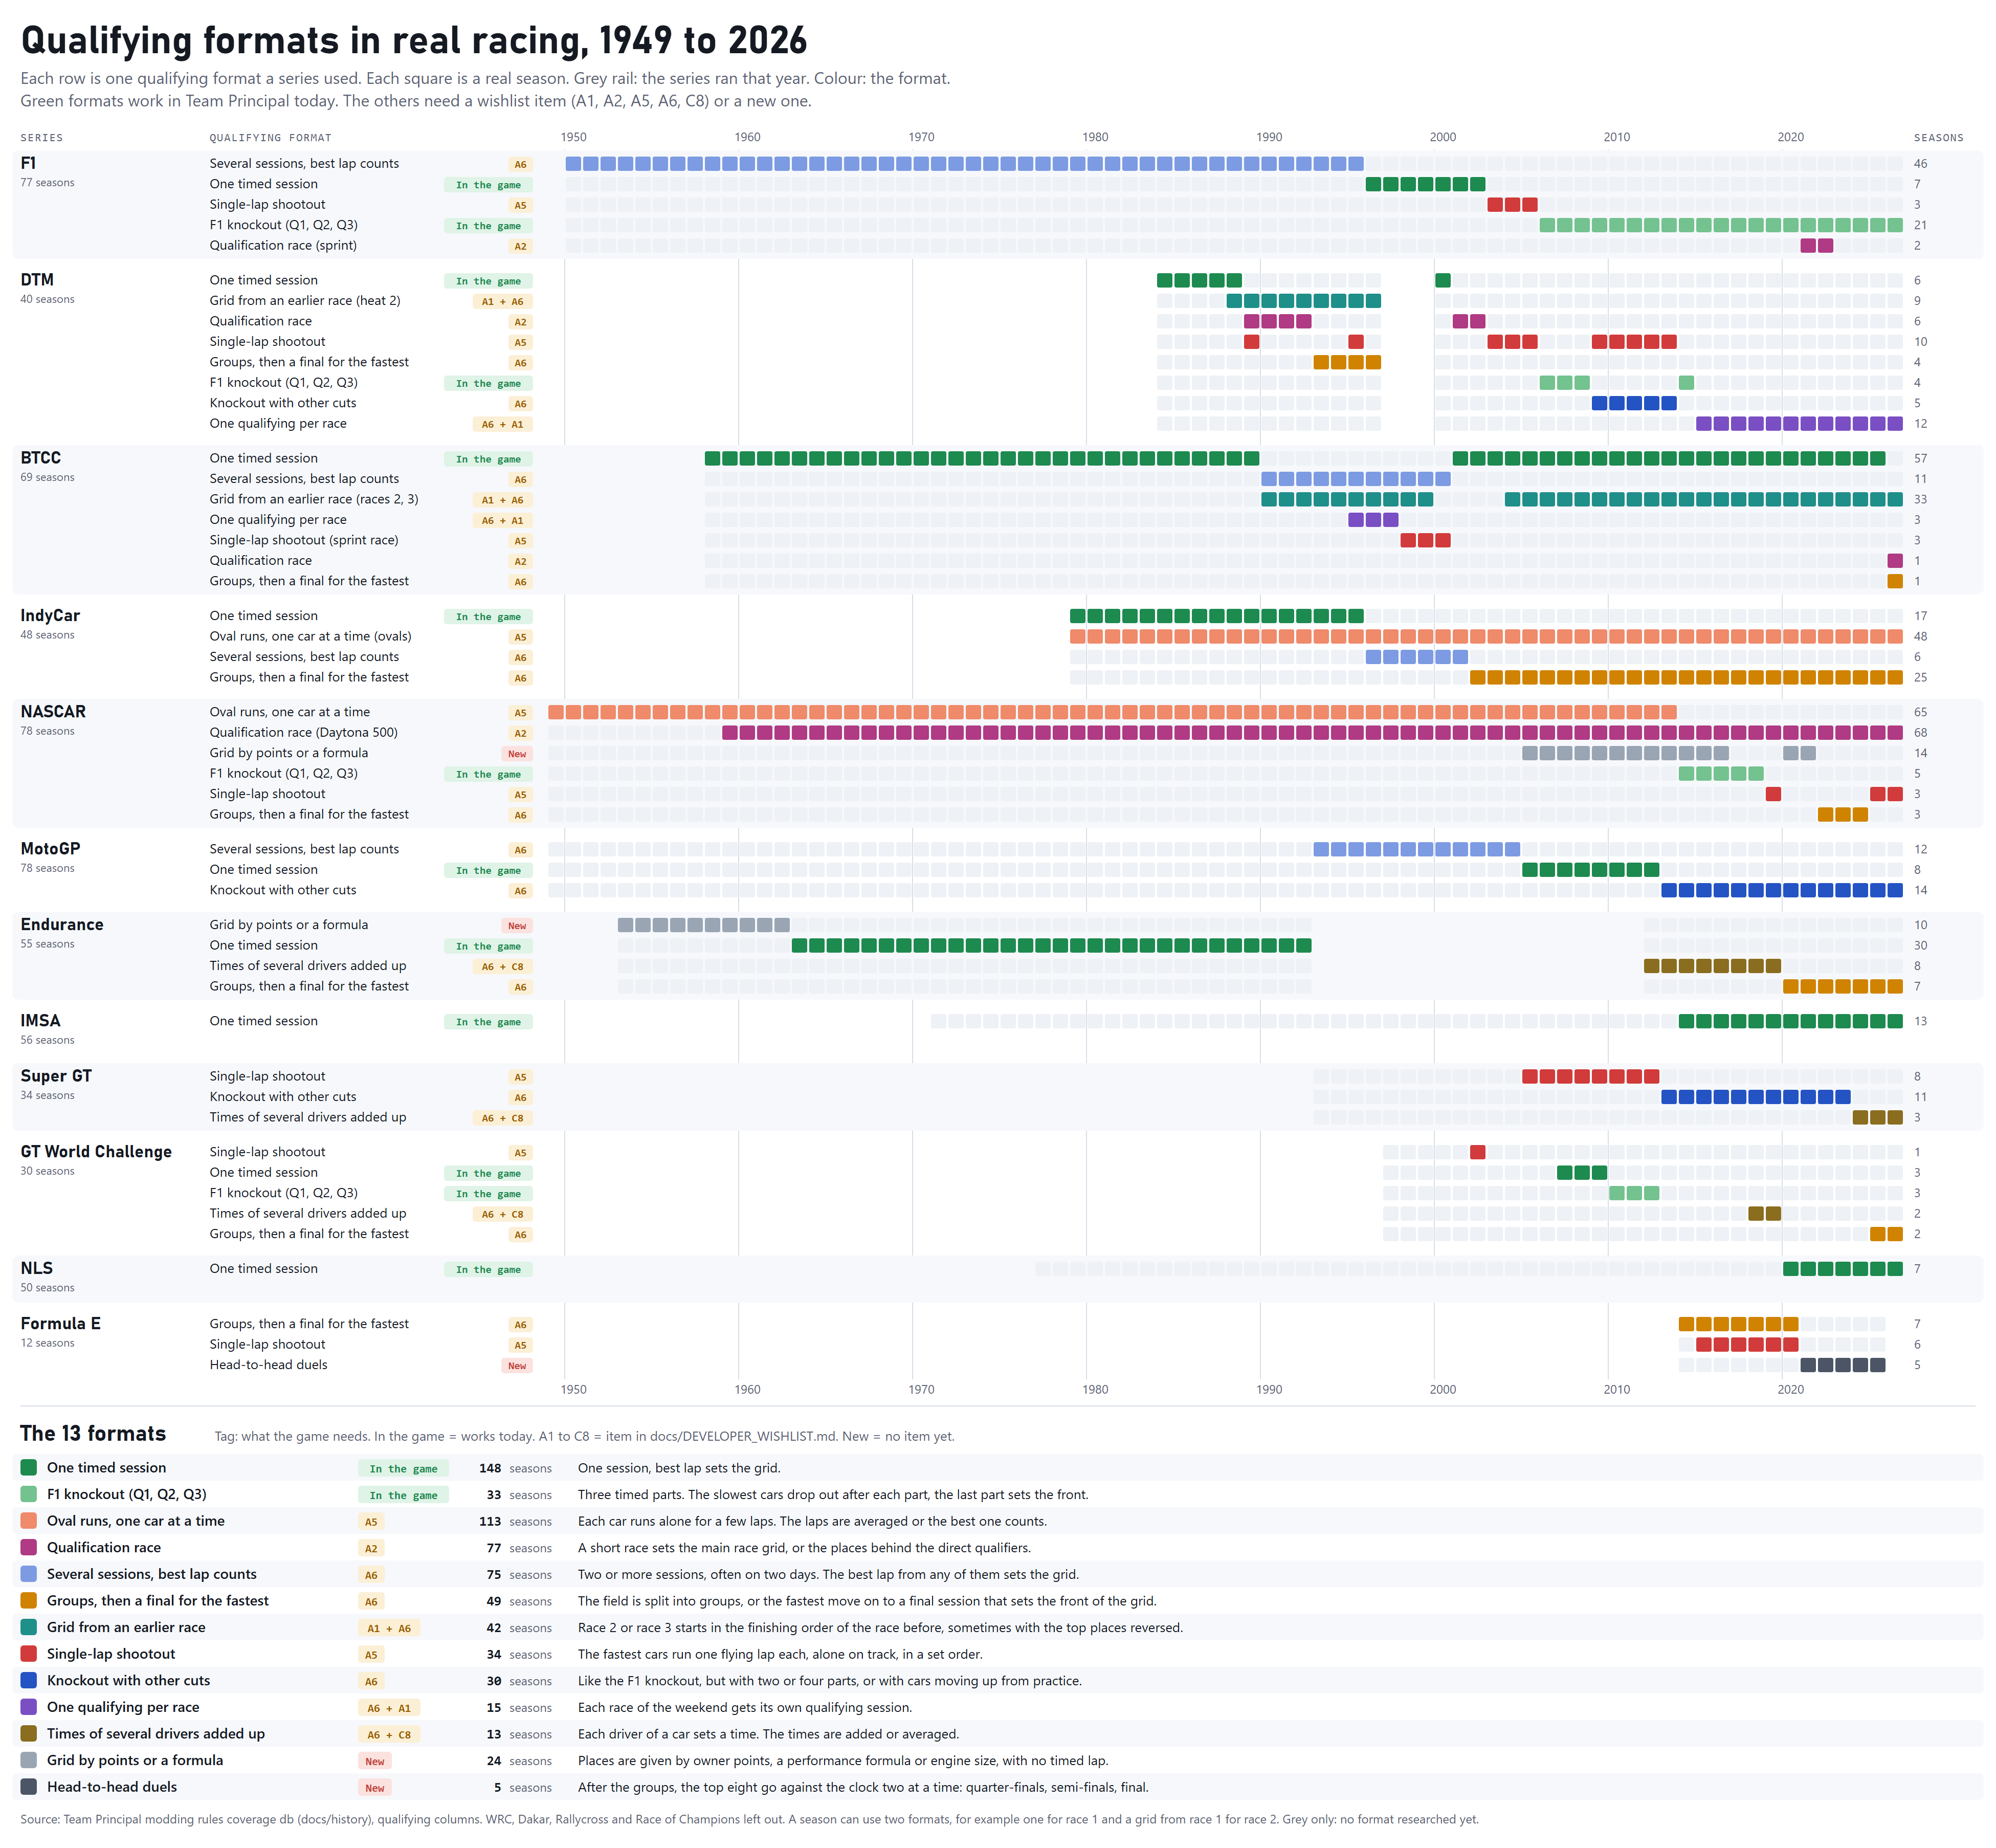 Qualifying formats in real racing, 1949 to 2026
Each row is one qualifying format a series used. Each square is a real season. Grey rail: the series ran that year. Colour: the format.
Green formats work in Team Principal today. The others need a wishlist item (A1, A2, A5, A6, C8) or a new one.
SERIES QUALIFYING FORMAT 1950 1960 1970 1980 1990 2000 2010 2020 SEASONS
F1 Several sessions, best lap counts A6 46
77 seasons One timed session In the game 7
Single-lap shootout A5 3
F1 knockout (Q1, Q2, Q3) In the game 21
Qualification race (sprint) A2 2
DTM One timed session In the game 6
40 seasons Grid from an earlier race (heat 2) A1 + A6 9
Qualification race A2 6
Single-lap shootout A5 10
Groups, then a final for the fastest A6 4
F1 knockout (Q1, Q2, Q3) In the game 4
Knockout with other cuts A6 5
One qualifying per race A6 + A1 12
BTCC One timed session In the game 57
69 seasons Several sessions, best lap counts A6 11
Grid from an earlier race (races 2, 3) A1 + A6 33
One qualifying per race A6 + A1 3
Single-lap shootout (sprint race) A5 3
Qualification race A2 1
Groups, then a final for the fastest A6 1
IndyCar One timed session In the game 17
48 seasons Oval runs, one car at a time (ovals) A5 48
Several sessions, best lap counts A6 6
Groups, then a final for the fastest A6 25
NASCAR Oval runs, one car at a time A5 65
78 seasons Qualification race (Daytona 500) A2 68
Grid by points or a formula New 14
F1 knockout (Q1, Q2, Q3) In the game 5
Single-lap shootout A5 3
Groups, then a final for the fastest A6 3
MotoGP Several sessions, best lap counts A6 12
78 seasons One timed session In the game 8
Knockout with other cuts A6 14
Endurance Grid by points or a formula New 10
55 seasons One timed session In the game 30
Times of several drivers added up A6 + C8 8
Groups, then a final for the fastest A6 7
IMSA One timed session In the game 13
56 seasons
Super GT Single-lap shootout A5 8
34 seasons Knockout with other cuts A6 11
Times of several drivers added up A6 + C8 3
GT World Challenge Single-lap shootout A5 1
30 seasons One timed session In the game 3
F1 knockout (Q1, Q2, Q3) In the game 3
Times of several drivers added up A6 + C8 2
Groups, then a final for the fastest A6 2
NLS One timed session In the game 7
50 seasons
Formula E Groups, then a final for the fastest A6 7
12 seasons Single-lap shootout A5 6
Head-to-head duels New 5
1950 1960 1970 1980 1990 2000 2010 2020
The 13 formats Tag: what the game needs. In the game = works today. A1 to C8 = item in docs/DEVELOPER_WISHLIST.md. New = no item yet.
One timed session In the game 148 seasons One session, best lap sets the grid.
F1 knockout (Q1, Q2, Q3) In the game 33 seasons Three timed parts. The slowest cars drop out after each part, the last part sets the front.
Oval runs, one car at a time A5 113 seasons Each car runs alone for a few laps. The laps are averaged or the best one counts.
Qualification race A2 77 seasons A short race sets the main race grid, or the places behind the direct qualifiers.
Several sessions, best lap counts A6 75 seasons Two or more sessions, often on two days. The best lap from any of them sets the grid.
Groups, then a final for the fastest A6 49 seasons The field is split into groups, or the fastest move on to a final session that sets the front of the grid.
Grid from an earlier race A1 + A6 42 seasons Race 2 or race 3 starts in the finishing order of the race before, sometimes with the top places reversed.
Single-lap shootout A5 34 seasons The fastest cars run one flying lap each, alone on track, in a set order.
Knockout with other cuts A6 30 seasons Like the F1 knockout, but with two or four parts, or with cars moving up from practice.
One qualifying per race A6 + A1 15 seasons Each race of the weekend gets its own qualifying session.
Times of several drivers added up A6 + C8 13 seasons Each driver of a car sets a time. The times are added or averaged.
Grid by points or a formula New 24 seasons Places are given by owner points, a performance formula or engine size, with no timed lap.
Head-to-head duels New 5 seasons After the groups, the top eight go against the clock two at a time: quarter-finals, semi-finals, final.
Source: Team Principal modding rules coverage db (docs/history), qualifying columns. WRC, Dakar, Rallycross and Race of Champions left out. A season can use two formats, for example one for race 1 and a grid from race 1 for race 2. Grey only: no format researched yet.